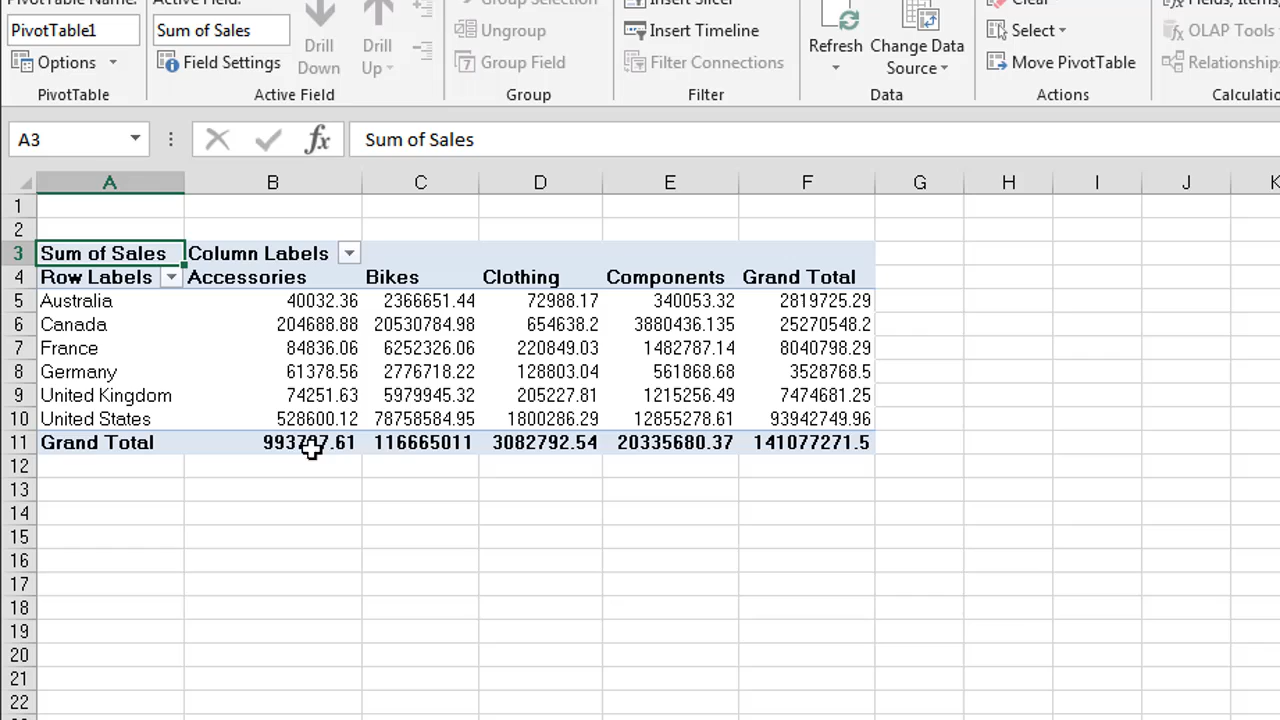 PivotTable Name: Active Field: Group Selection Insert Slicer Clear Fields, Items,
PivotTable1 Sum of Sales Drill Down Drill Up Ungroup Insert Timeline Refresh Change Data Source Select OLAP Tools
Options Field Settings Group Field Filter Connections Move PivotTable Relationships
PivotTable Active Field Group Filter Data Actions
A3 fx Sum of Sales
A B C D E F G H I J K
1
2
3 Sum of Sales Column Labels
4 Row Labels Accessories Bikes Clothing Components Grand Total
5 Australia 40032.36 2366651.44 72988.17 340053.32 2819725.29
6 Canada 204688.88 20530784.98 654638.2 3880436.135 25270548.2
7 France 84836.06 6252326.06 220849.03 1482787.14 8040798.29
8 Germany 61378.56 2776718.22 128803.04 561868.68 3528768.5
9 United Kingdom 74251.63 5979945.32 205227.81 1215256.49 7474681.25
10 United States 528600.12 78758584.95 1800286.29 12855278.61 93942749.96
11 Grand Total 116665011 3082792.54 20335680.37 141077271.5
12
13
14
15
16
17
18
19
20
21
22